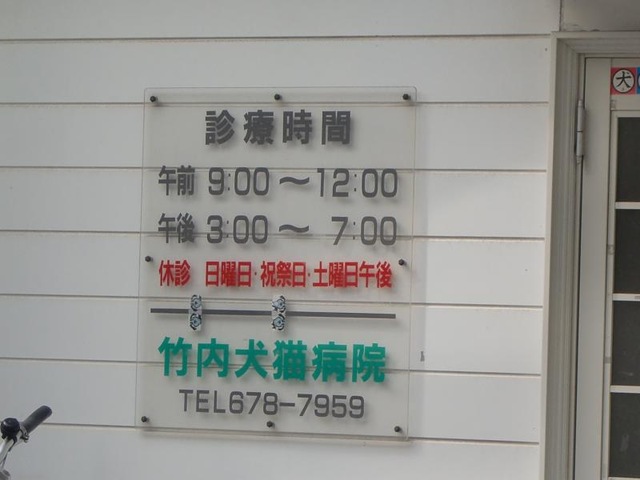 診療時間
午前 9:00～12:00
午後 3:00～ 7:00
休診 日曜日・祝祭日・土曜日午後
竹内犬猫病院
TEL678-7959
犬